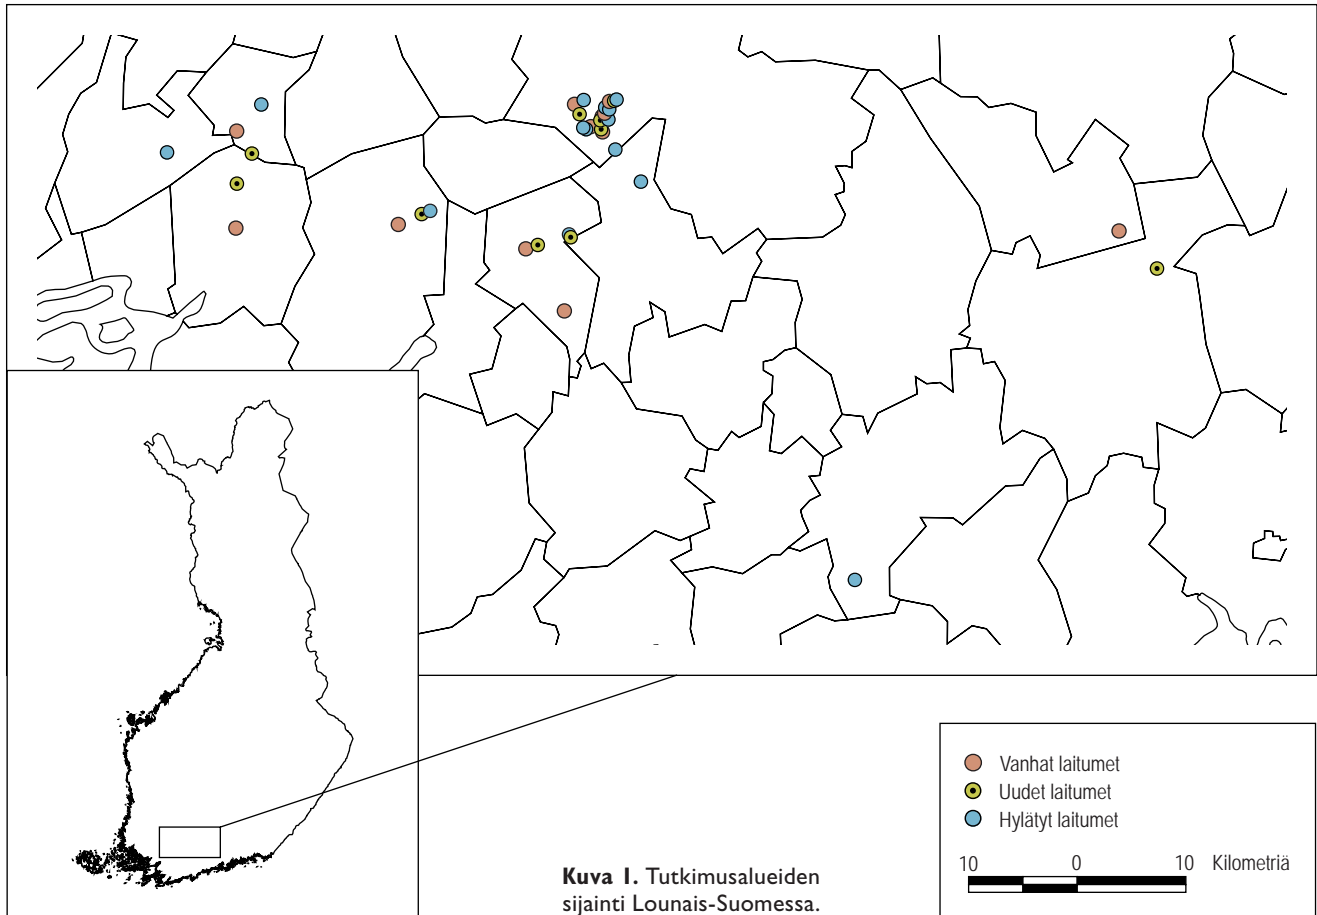 Vanhat laitumet
Uudet laitumet
Hylätyt laitumet
10 0 10 Kilometriä
Kuva 1. Tutkimusalueiden
sijainti Lounais-Suomessa.